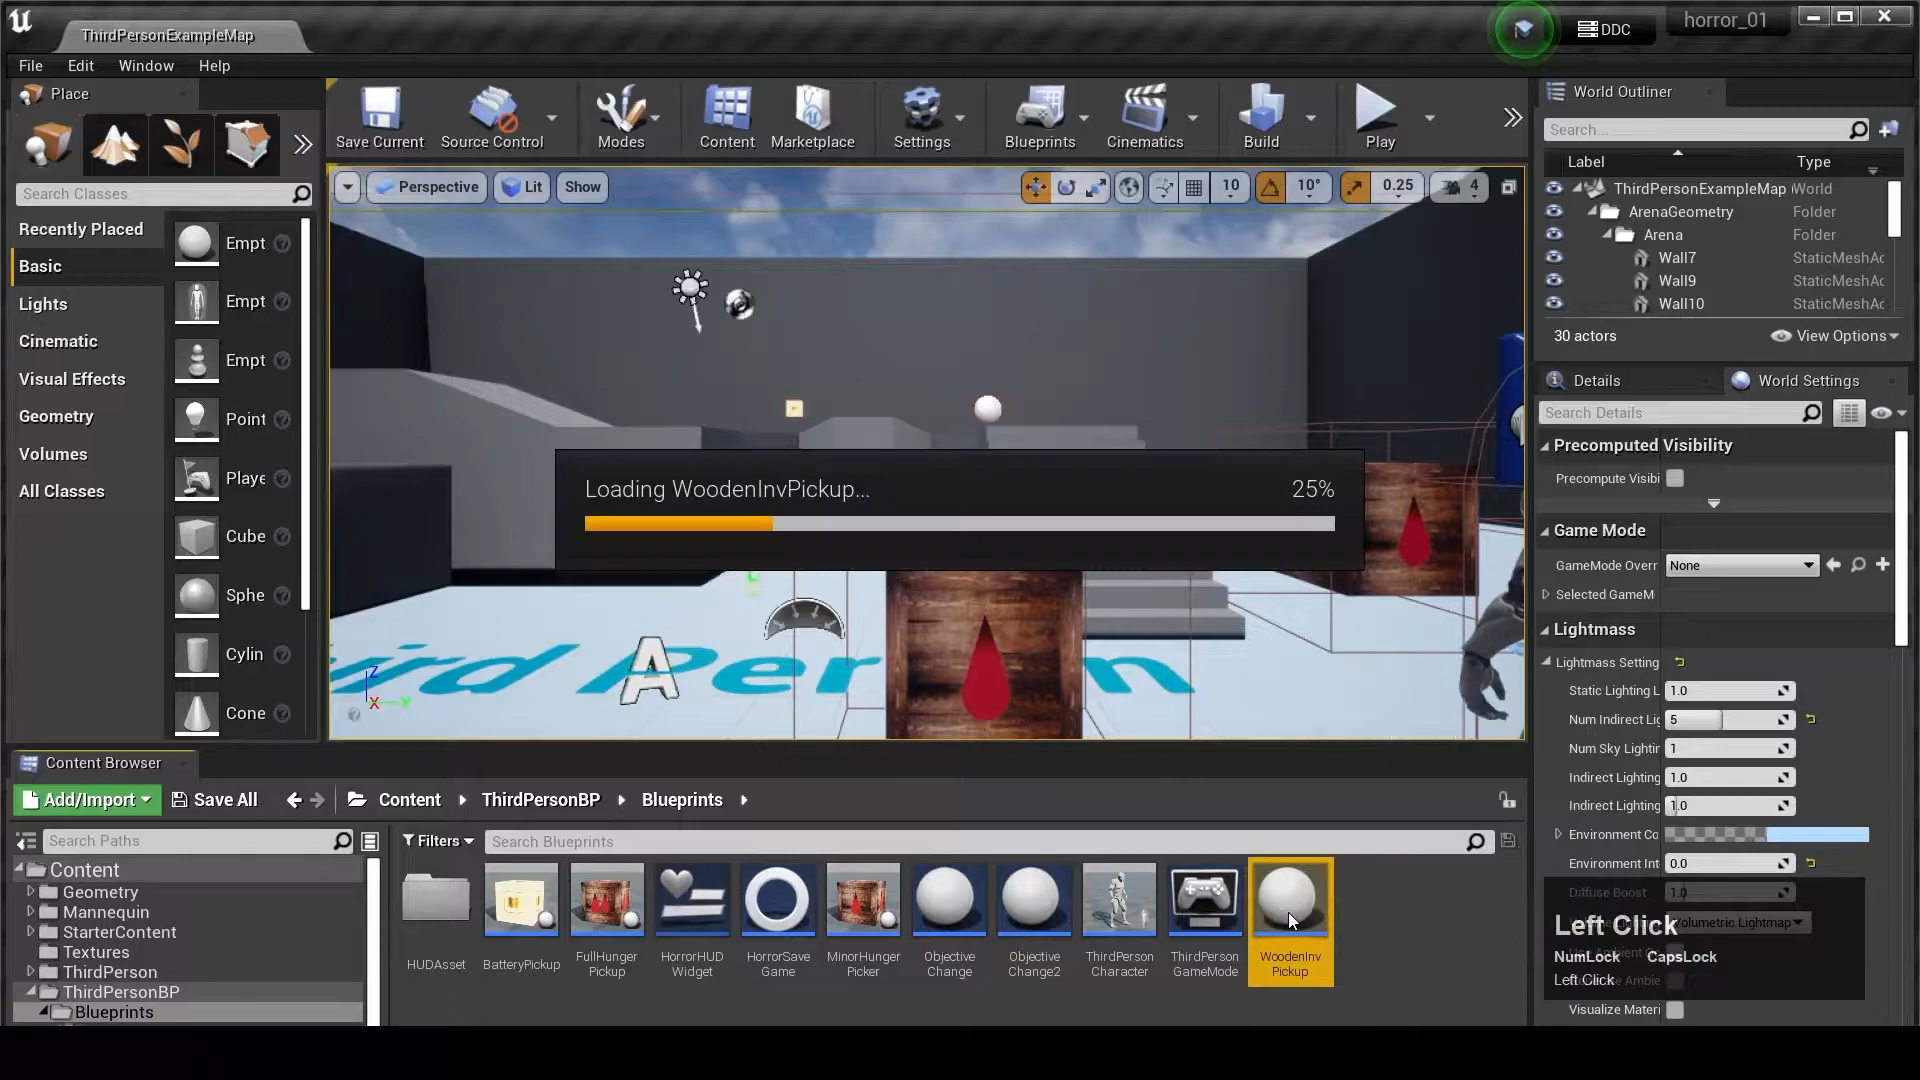 ThirdPersonExampleMap
DDC
horror_01
File Edit Window Help
Place
World Outliner
Save Current
Source Control
Modes
Content
Marketplace
Settings
Blueprints
Cinematics
Build
Play
Search...
Label
Type
Search Classes
Perspective
Lit
Show
10
10°
0.25
4
ThirdPersonExampleMap World
ArenaGeometry Folder
Arena Folder
Wall7 StaticMeshAc
Wall9 StaticMeshAc
Wall10 StaticMeshAc
30 actors
View Options
Recently Placed
Basic
Lights
Cinematic
Visual Effects
Geometry
Volumes
All Classes
Empt
Empt
Empt
Point
Playe
Cube
Sphe
Cylin
Cone
Details
World Settings
Search Details
Precomputed Visibility
Precompute Visibi
Game Mode
GameMode Overr
None
Selected GameM
Lightmass
Lightmass Setting
Static Lighting L 1.0
Num Indirect Lig 5
Num Sky Lightin 1
Indirect Lighting 1.0
Indirect Lighting 1.0
Environment Co
Environment Int 0.0
Diffuse Boost 1.0
Volumetric Lightmap
Visualize Materi
Loading WoodenInvPickup...
25%
ird Person
A
Z
X
Y
Content Browser
Add/Import
Save All
Content
ThirdPersonBP
Blueprints
Search Paths
Filters
Search Blueprints
Content
Geometry
Mannequin
StarterContent
Textures
ThirdPerson
ThirdPersonBP
Blueprints
HUDAsset
BatteryPickup
FullHunger
Pickup
HorrorHUD
Widget
HorrorSave
Game
MinorHunger
Picker
Objective
Change
Objective
Change2
ThirdPerson
Character
ThirdPerson
GameMode
WoodenInv
Pickup
Left Click
NumLock CapsLock
Left Click